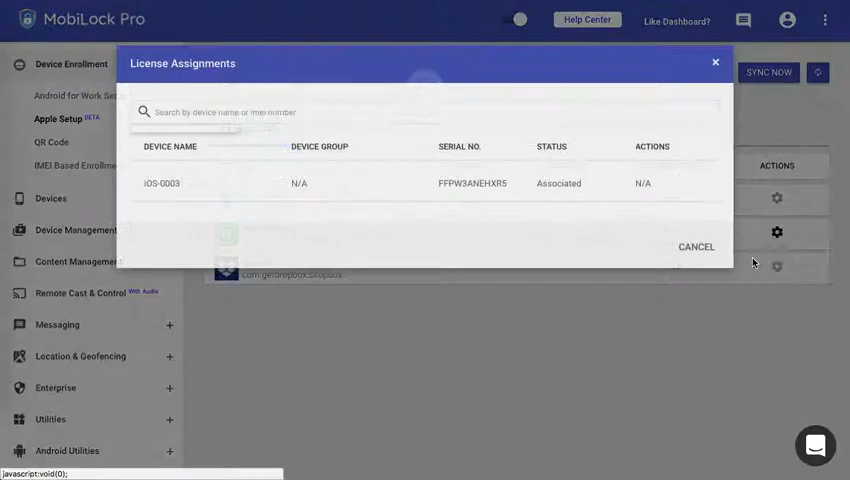 MobiLock Pro
Help Center
Like Dashboard?
License Assignments
×
Search by device name or imei number
DEVICE NAME DEVICE GROUP SERIAL NO. STATUS ACTIONS
iOS-0003 N/A FFPW3ANEHXR5 Associated N/A
CANCEL
SYNC NOW
ACTIONS
com.getdropbox.Dropbox
Device Enrollment
Android for Work
Apple Setup BETA
QR Code
IMEI Based
Devices
Device Management
Content Management
Remote Cast & Control With Audio
Messaging +
Location & Geofencing +
Enterprise +
Utilities +
Android Utilities +
javascript:void(0);